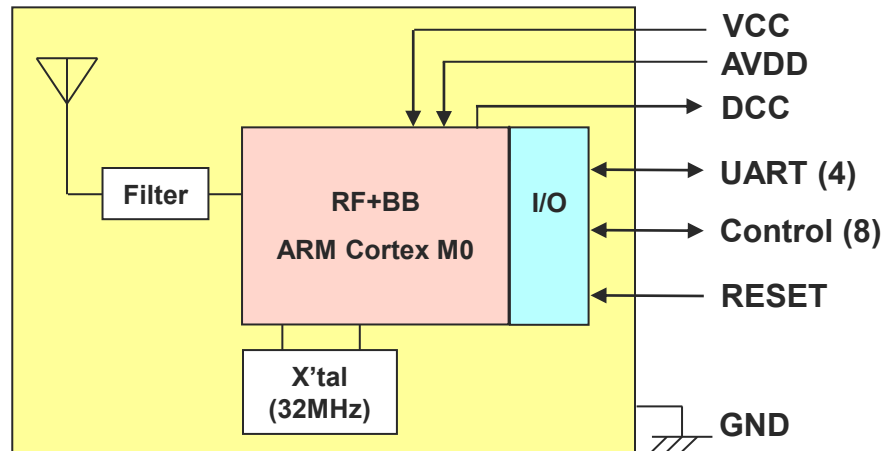 VCC
AVDD
DCC
Filter
RF+BB
ARM Cortex M0
I/O
UART (4)
Control (8)
RESET
X'tal
(32MHz)
GND